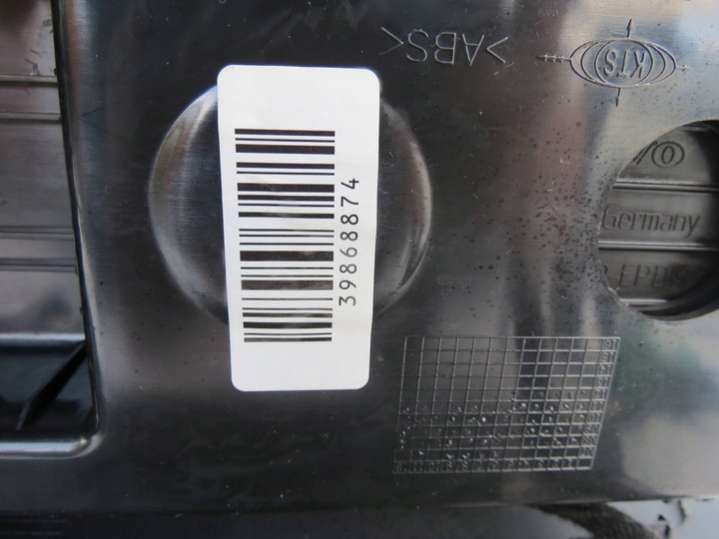 >ABS<
KTS
39868874
Germany